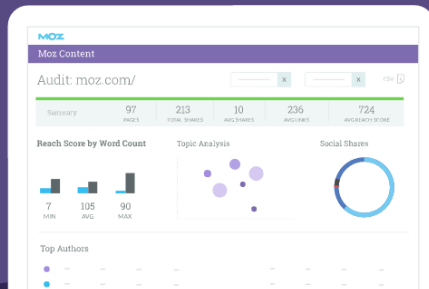 MOZ
Moz Content
Audit: moz.com/
CSV
Summary
97
PAGES
213
TOTAL SHARES
10
AVG SHARES
236
AVG LINKS
724
AVG REACH SCORE
Reach Score by Word Count
Topic Analysis
Social Shares
7
MIN
105
AVG
90
MAX
Top Authors